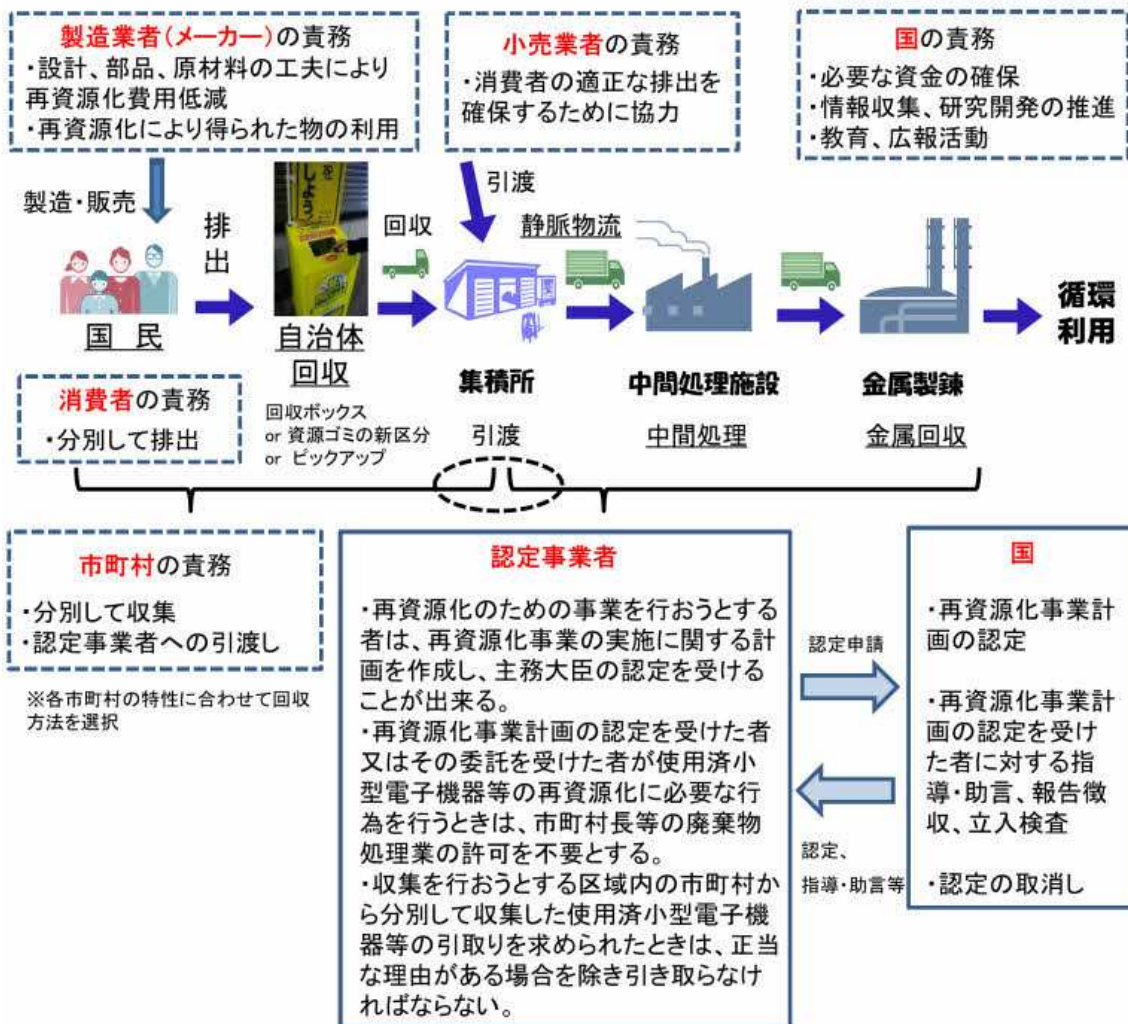 製造業者(メーカー)の責務
・設計、部品、原材料の工夫により
再資源化費用低減
・再資源化により得られた物の利用
小売業者の責務
・消費者の適正な排出を
確保するために協力
国の責務
・必要な資金の確保
・情報収集、研究開発の推進
・教育、広報活動
製造・販売
排
出
回収
引渡
静脈物流
国 民
自治体
回収
集積所
中間処理施設
金属製錬
循環
利用
消費者の責務
・分別して排出
回収ボックス
or 資源ゴミの新区分
or ピックアップ
引渡
中間処理
金属回収
市町村の責務
・分別して収集
・認定事業者への引渡し
※各市町村の特性に合わせて回収
方法を選択
認定事業者
・再資源化のための事業を行おうとする
者は、再資源化事業の実施に関する計
画を作成し、主務大臣の認定を受けるこ
とが出来る。
・再資源化事業計画の認定を受けた者
又はその委託を受けた者が使用済小
型電子機器等の再資源化に必要な行
為を行うときは、市町村長等の廃棄物
処理業の許可を不要とする。
・収集を行おうとする区域内の市町村か
ら分別して収集した使用済小型電子機
器等の引取りを求められたときは、正当
な理由がある場合を除き引き取らなけ
ればならない。
認定申請
認定、
指導・助言等
国
・再資源化事業計
画の認定
・再資源化事業計
画の認定を受け
た者に対する指
導・助言、報告徴
収、立入検査
・認定の取消し